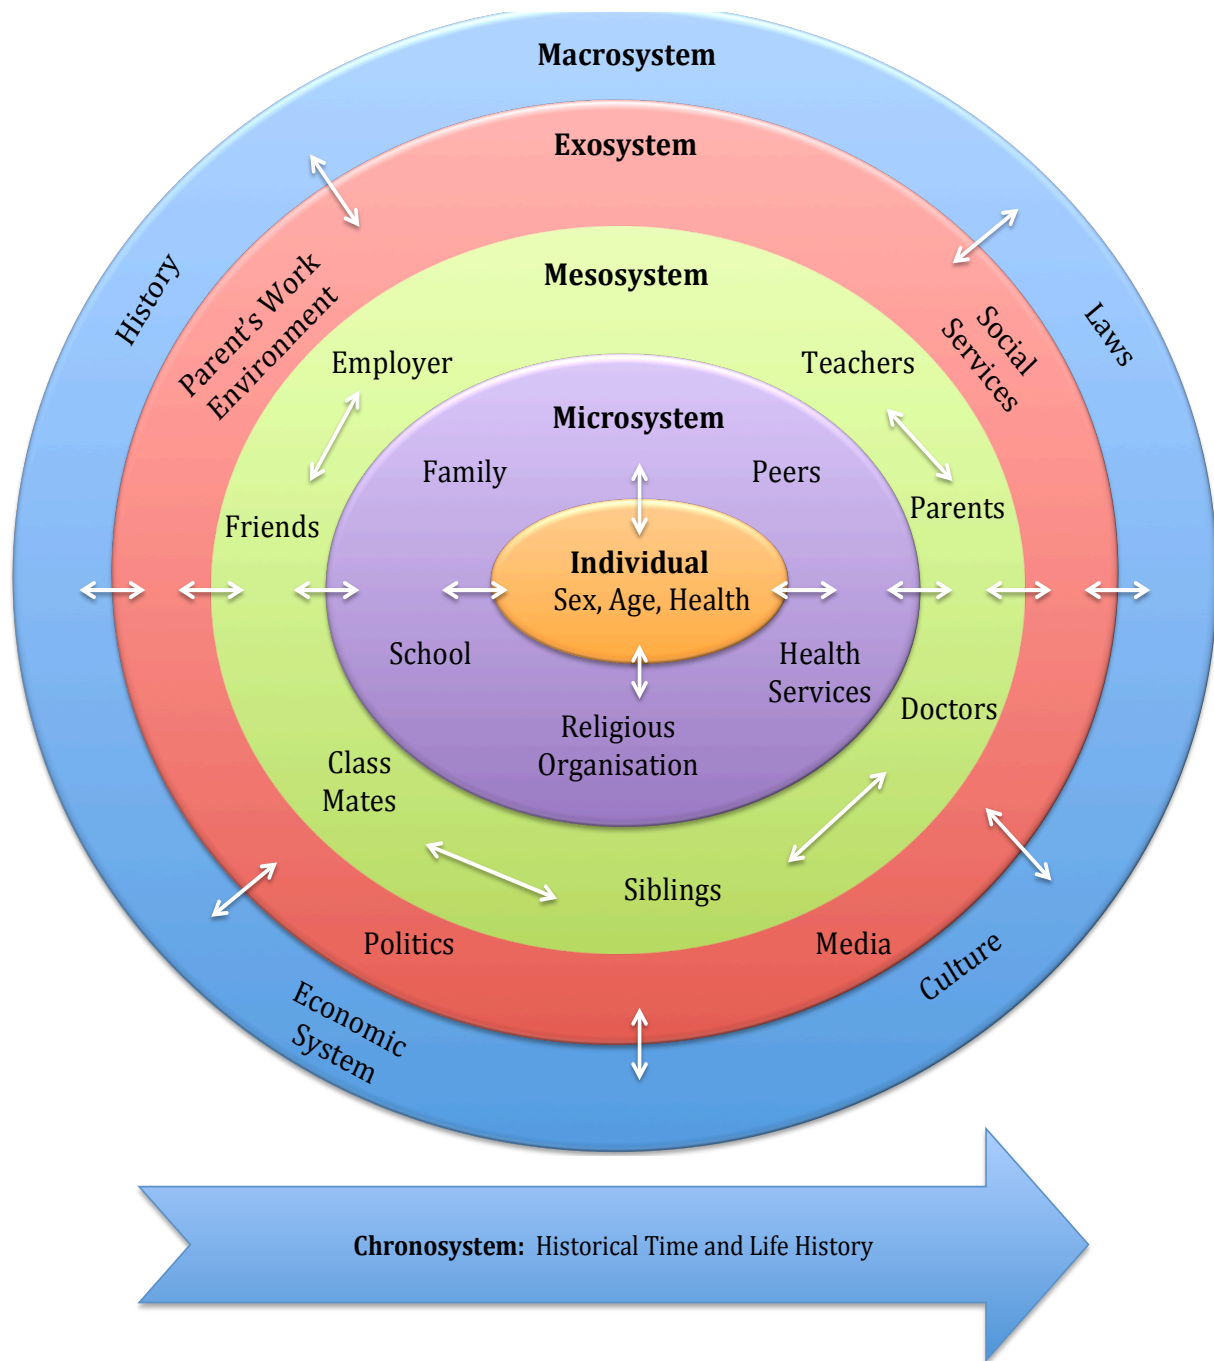 Macrosystem
Exosystem
Mesosystem
Microsystem
Individual
Sex, Age, Health
Family
Peers
School
Health
Services
Religious
Organisation
Employer
Teachers
Friends
Parents
Class
Mates
Doctors
Siblings
Parent's Work
Environment
Social
Services
Politics
Media
History
Laws
Economic
System
Culture
Chronosystem: Historical Time and Life History